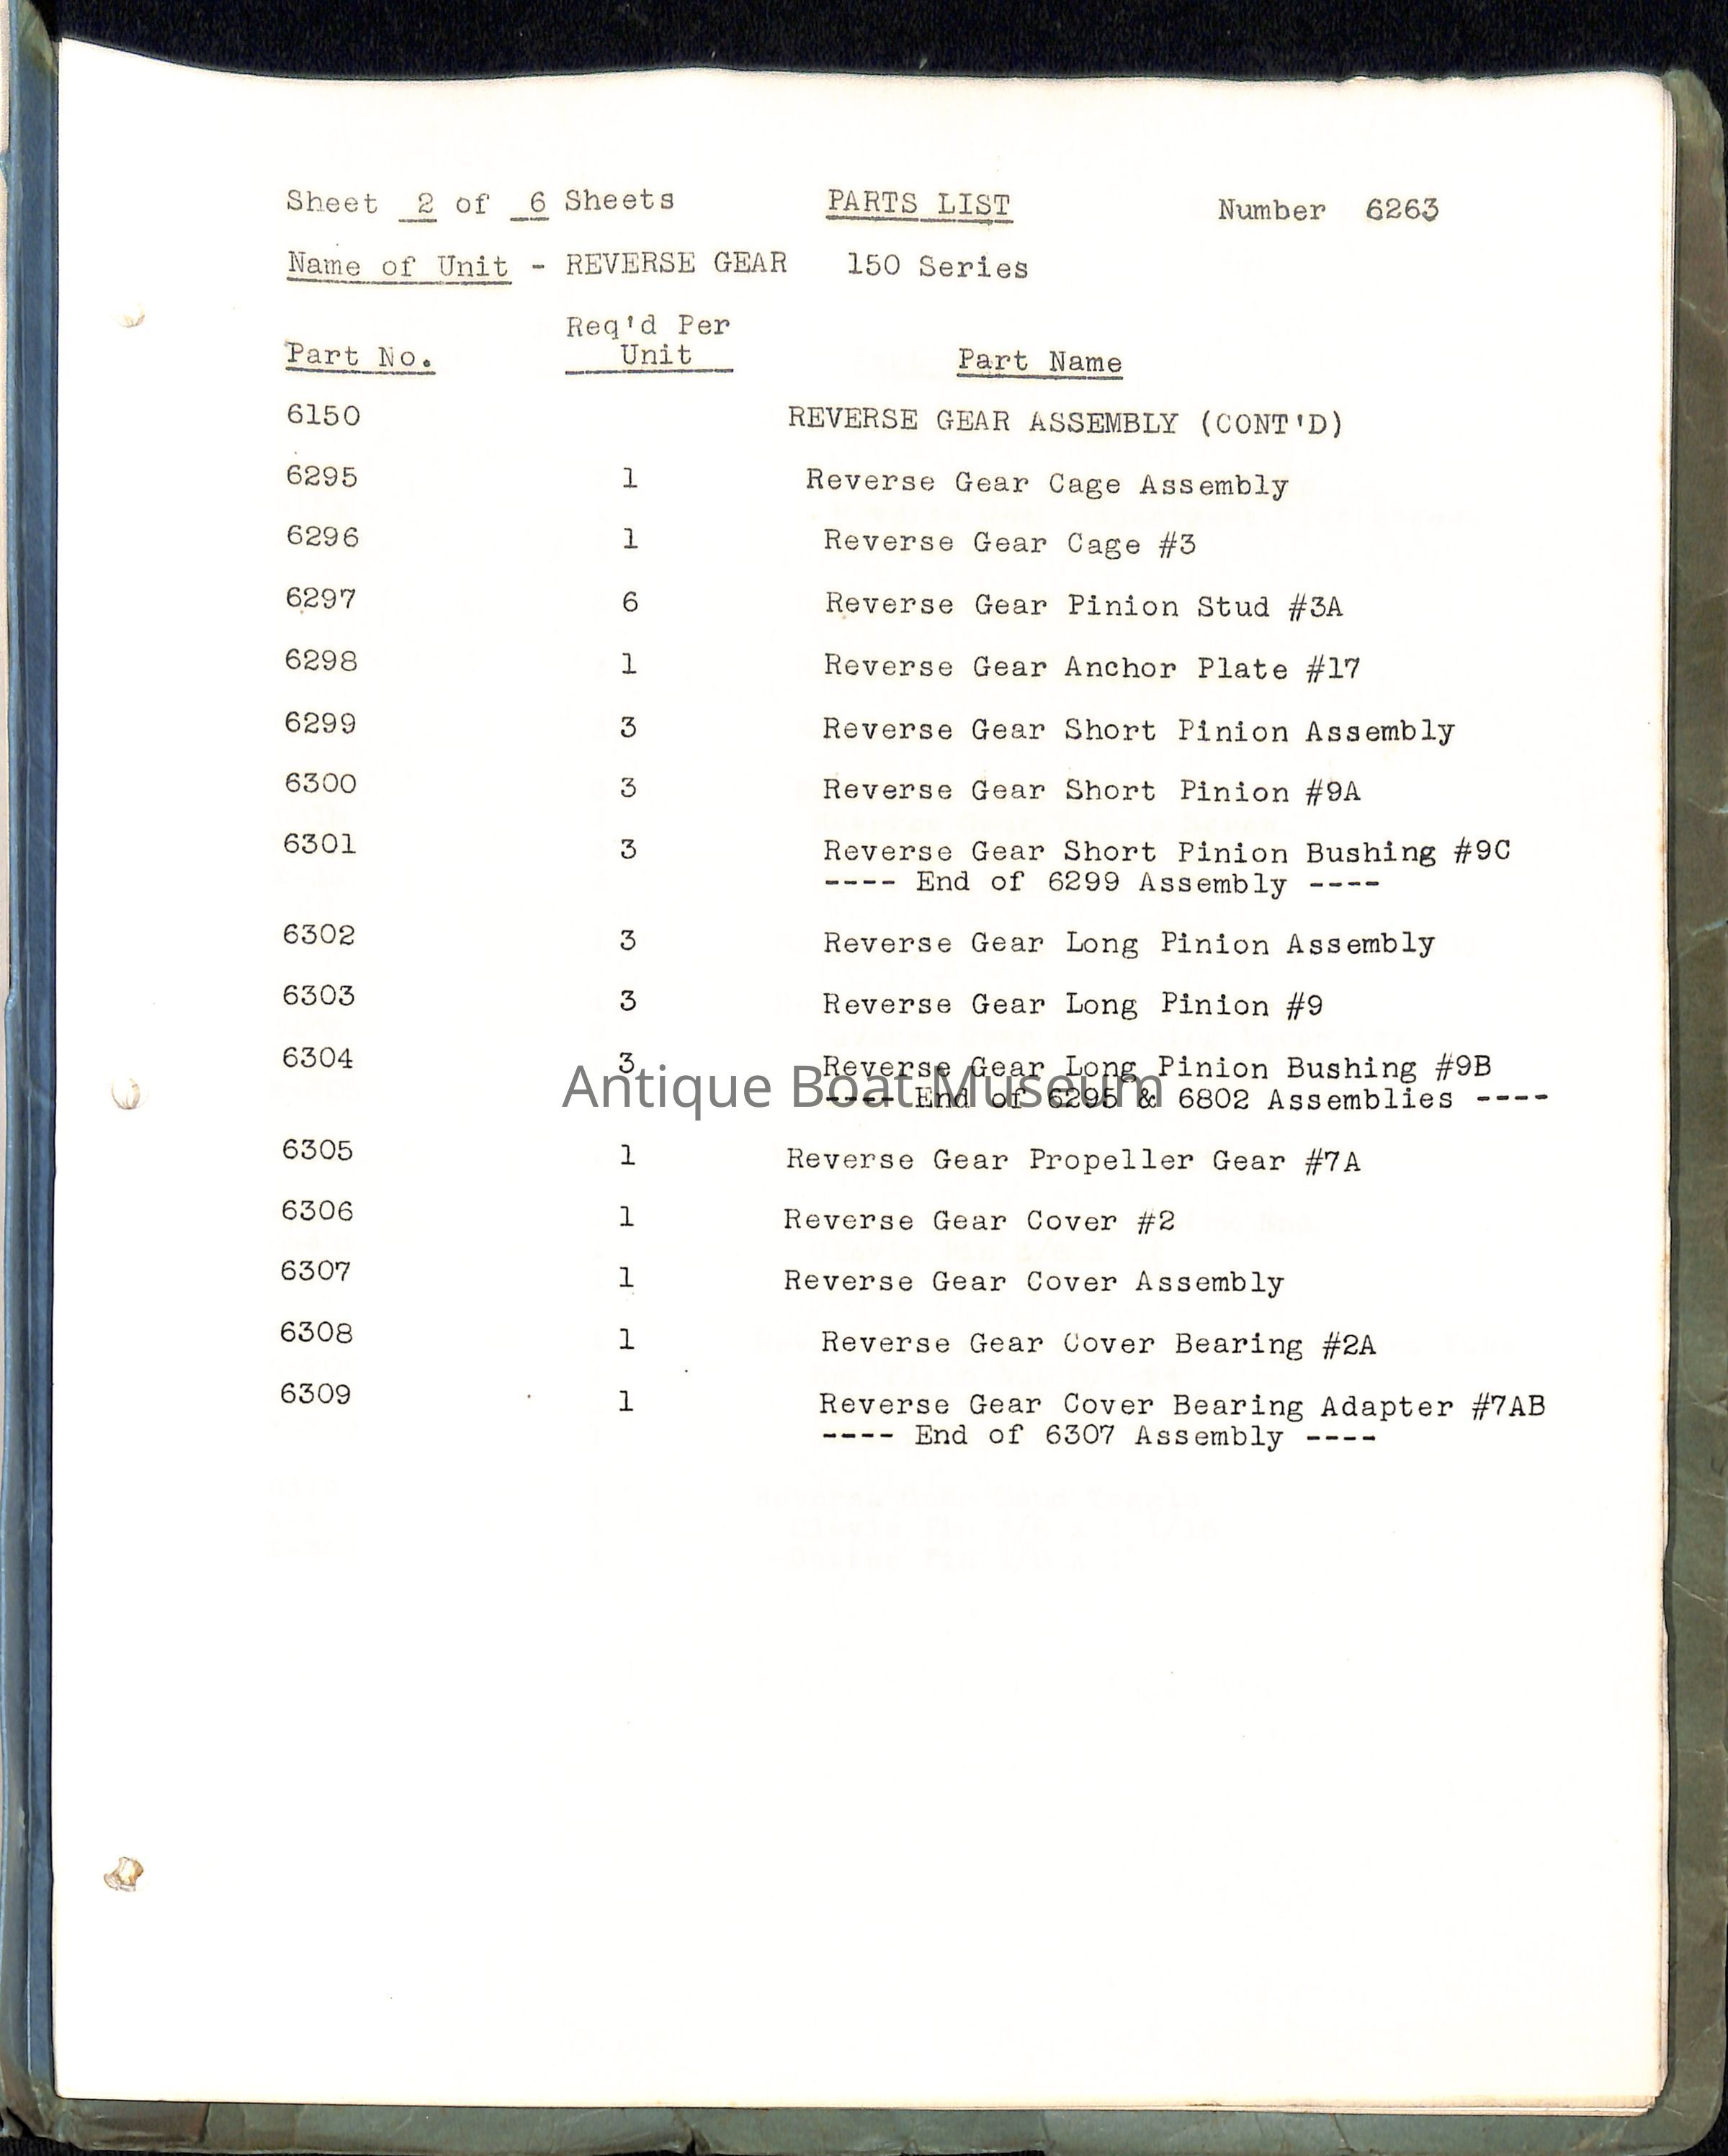 Sheet 2 of 6 Sheets PARTS LIST Number 6263
Name of Unit - REVERSE GEAR 150 Series
Req'd Per
Part No. Unit Part Name
6150 REVERSE GEAR ASSEMBLY (CONT'D)
6295 1 Reverse Gear Cage Assembly
6296 1 Reverse Gear Cage #3
6297 6 Reverse Gear Pinion Stud #3A
6298 1 Reverse Gear Anchor Plate #17
6299 3 Reverse Gear Short Pinion Assembly
6300 3 Reverse Gear Short Pinion #9A
6301 3 Reverse Gear Short Pinion Bushing #9C
---- End of 6299 Assembly ----
6302 3 Reverse Gear Long Pinion Assembly
6303 3 Reverse Gear Long Pinion #9
6304 3 Reverse Gear Long Pinion Bushing #9B
Antique Boat Museum
---- End of 6295 & 6802 Assemblies ----
6305 1 Reverse Gear Propeller Gear #7A
6306 1 Reverse Gear Cover #2
6307 1 Reverse Gear Cover Assembly
6308 1 Reverse Gear Cover Bearing #2A
6309 1 Reverse Gear Cover Bearing Adapter #7AB
---- End of 6307 Assembly ----